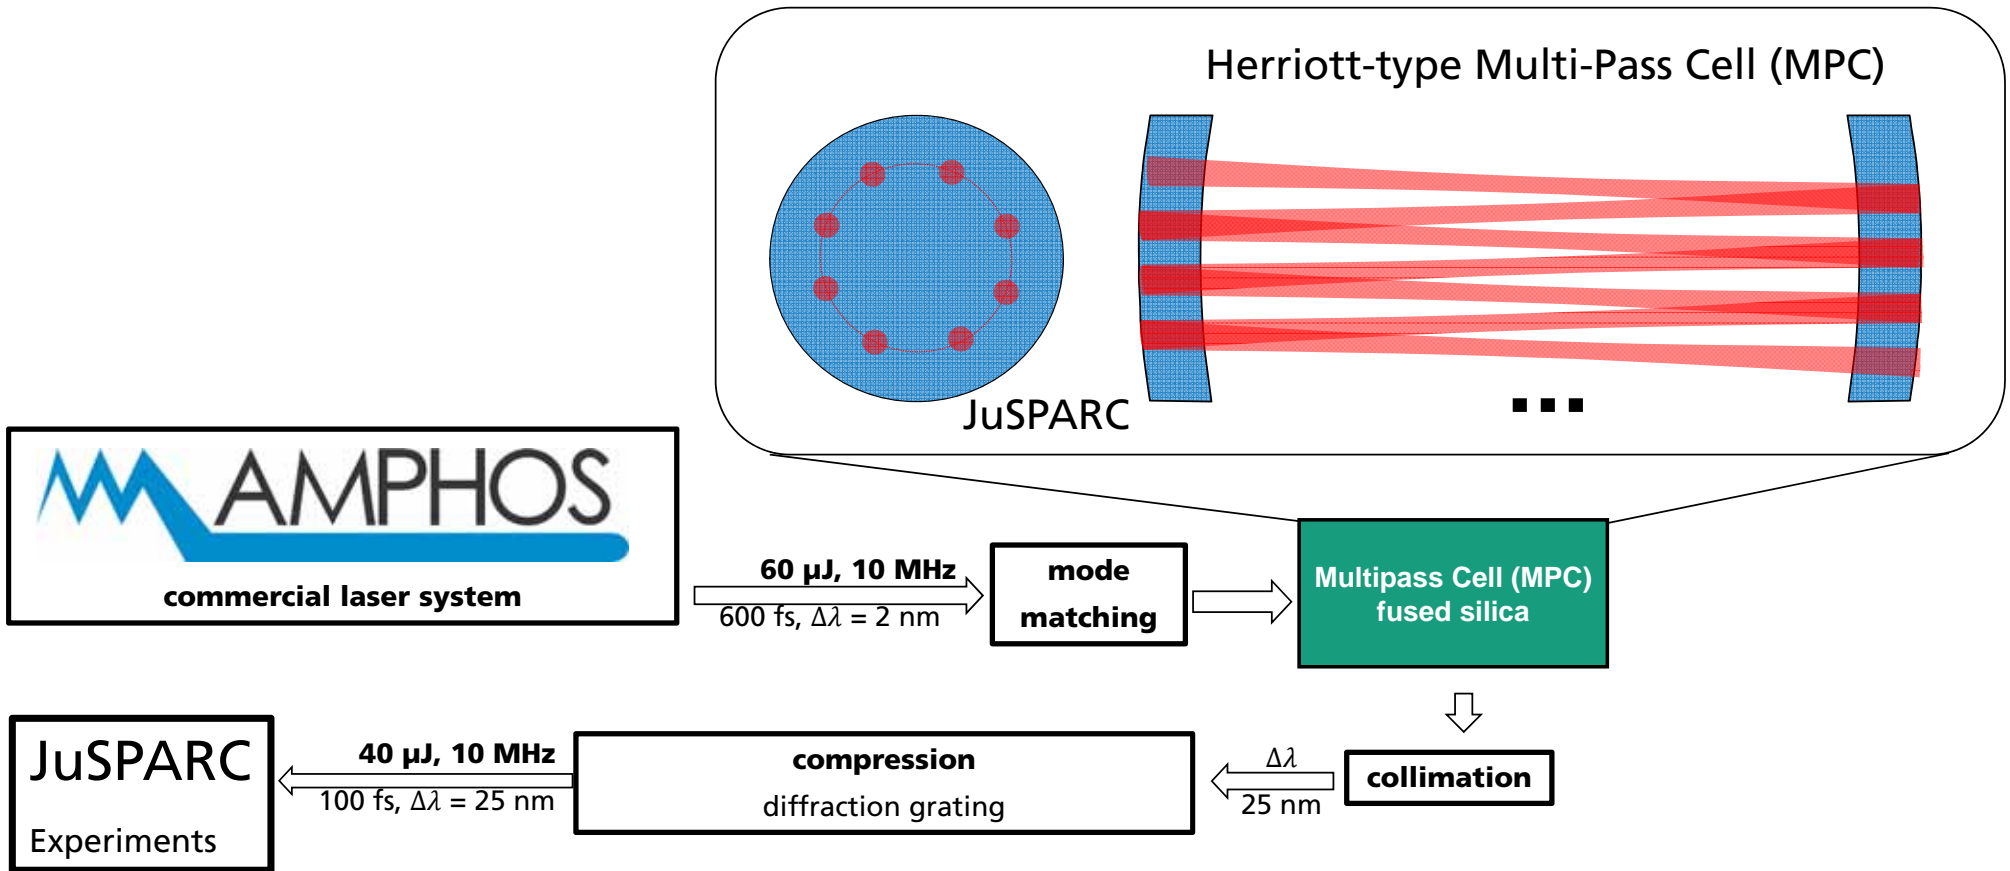 Herriott-type Multi-Pass Cell (MPC)
JuSPARC
...
AMPHOS
commercial laser system
60 µJ, 10 MHz
600 fs, Δλ = 2 nm
mode
matching
Multipass Cell (MPC)
fused silica
JuSPARC
Experiments
40 µJ, 10 MHz
100 fs, Δλ = 25 nm
compression
diffraction grating
Δλ
25 nm
collimation